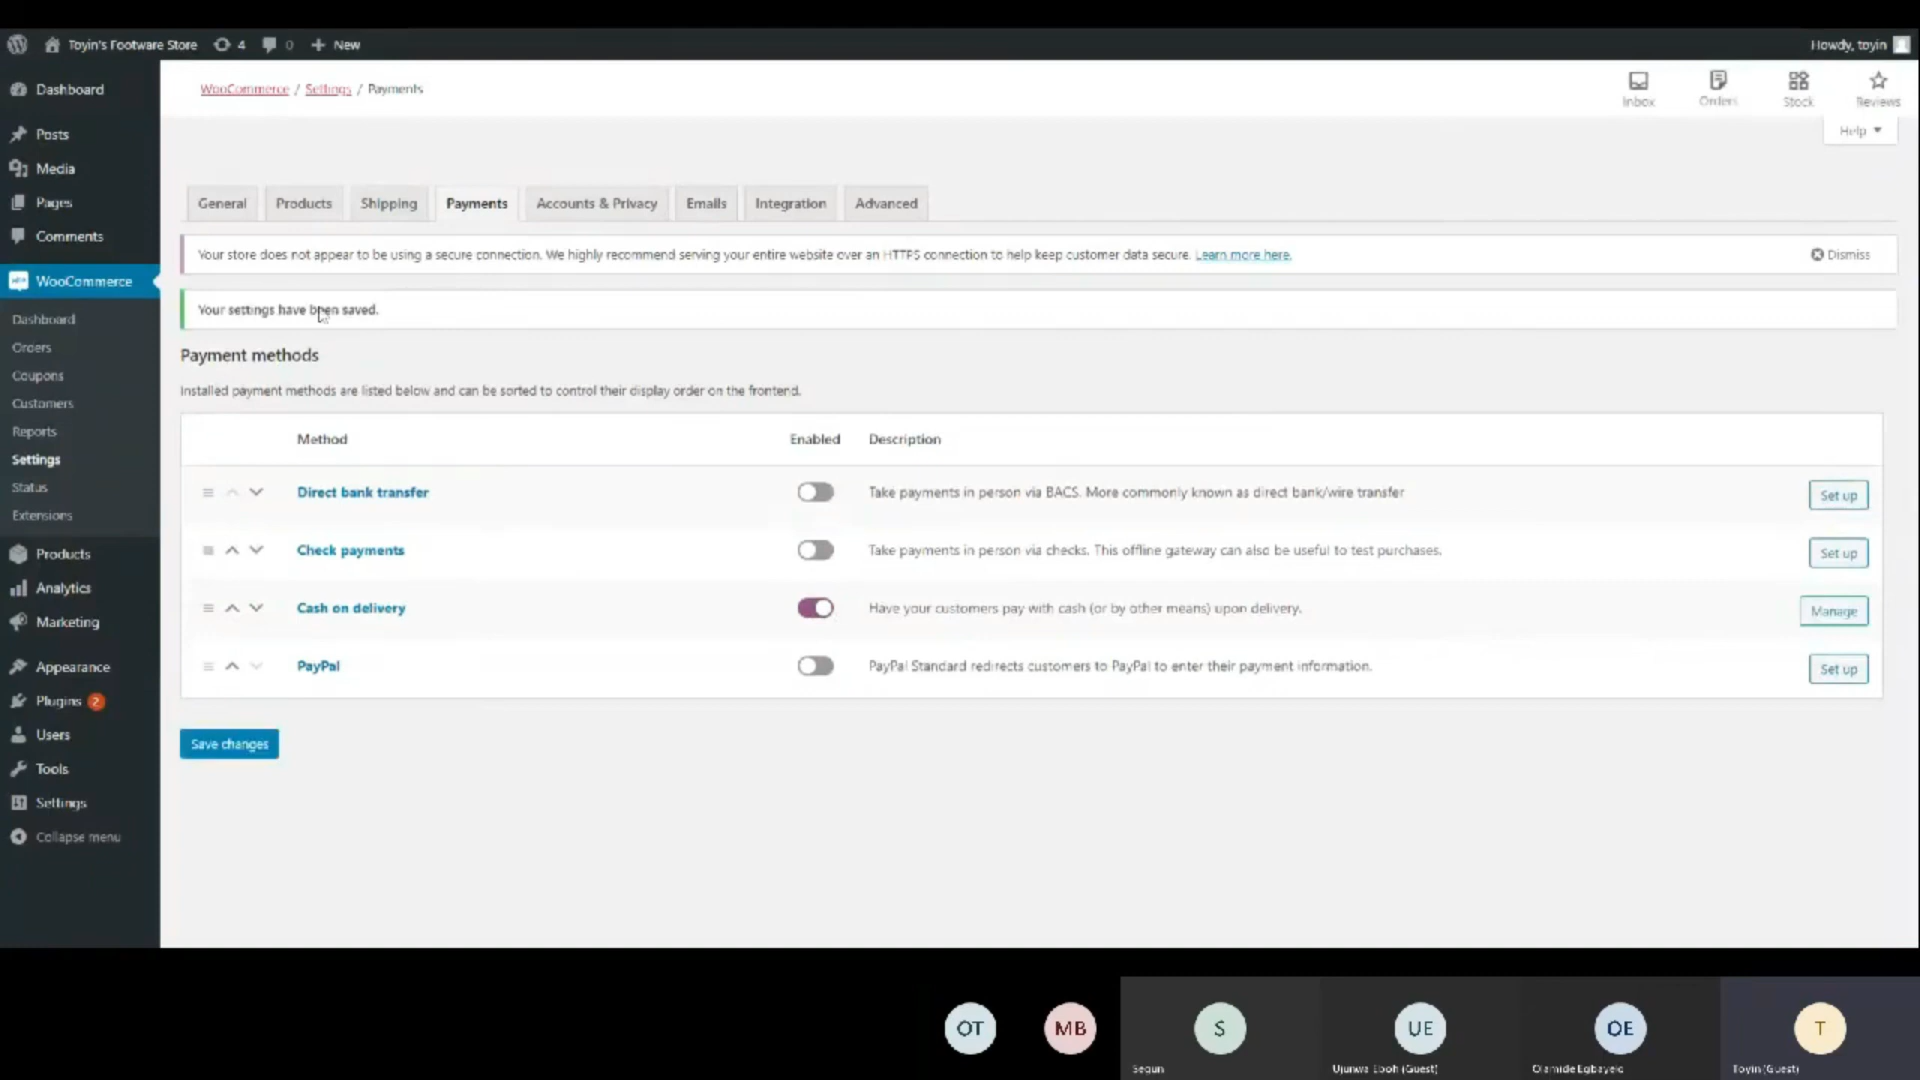 Toyin's Footware Store 4 0 New Howdy, toyin
Dashboard
Posts
Media
Pages
Comments
WooCommerce
Dashboard
Orders
Coupons
Customers
Reports
Settings
Status
Extensions
Products
Analytics
Marketing
Appearance
Plugins 2
Users
Tools
Settings
Collapse menu
WooCommerce / Settings / Payments
Inbox Orders Stock Reviews
Help
General Products Shipping Payments Accounts & Privacy Emails Integration Advanced
Your store does not appear to be using a secure connection. We highly recommend serving your entire website over an HTTPS connection to help keep customer data secure. Learn more here. Dismiss
Your settings have been saved.
Payment methods
Installed payment methods are listed below and can be sorted to control their display order on the frontend.
Method Enabled Description
Direct bank transfer Take payments in person via BACS. More commonly known as direct bank/wire transfer Set up
Check payments Take payments in person via checks. This offline gateway can also be useful to test purchases. Set up
Cash on delivery Have your customers pay with cash (or by other means) upon delivery. Manage
PayPal PayPal Standard redirects customers to PayPal to enter their payment information. Set up
Save changes
OT MB S UE OE T
Segun Ujunwa Eboh (Guest) Olamide Egbayelo Toyin (Guest)